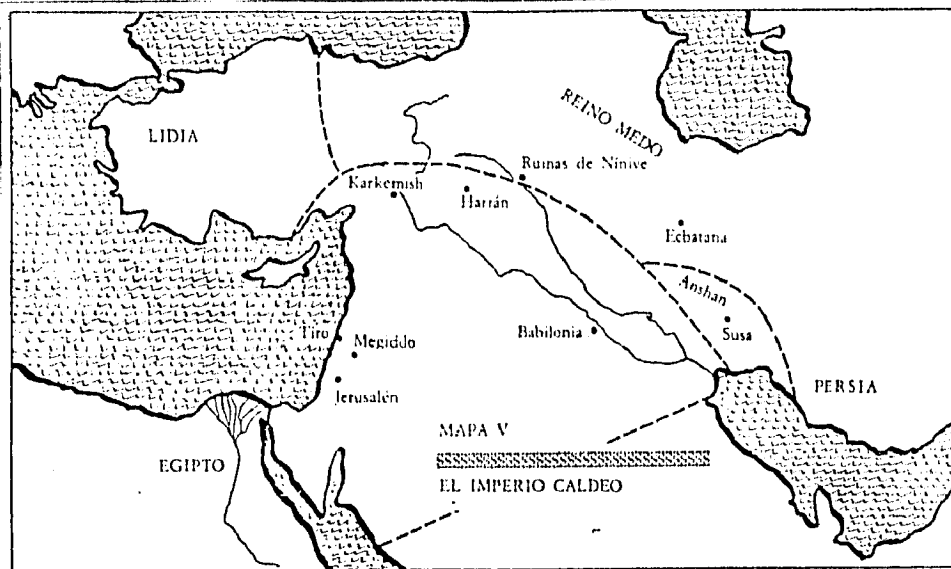 LIDIA
REINO MEDO
Ruinas de Nínive
Karkemish
Harrán
Ecbatana
Anshan
Susa
Babilonia
Tiro
Megiddo
Jerusalén
PERSIA
EGIPTO
MAPA V
EL IMPERIO CALDEO